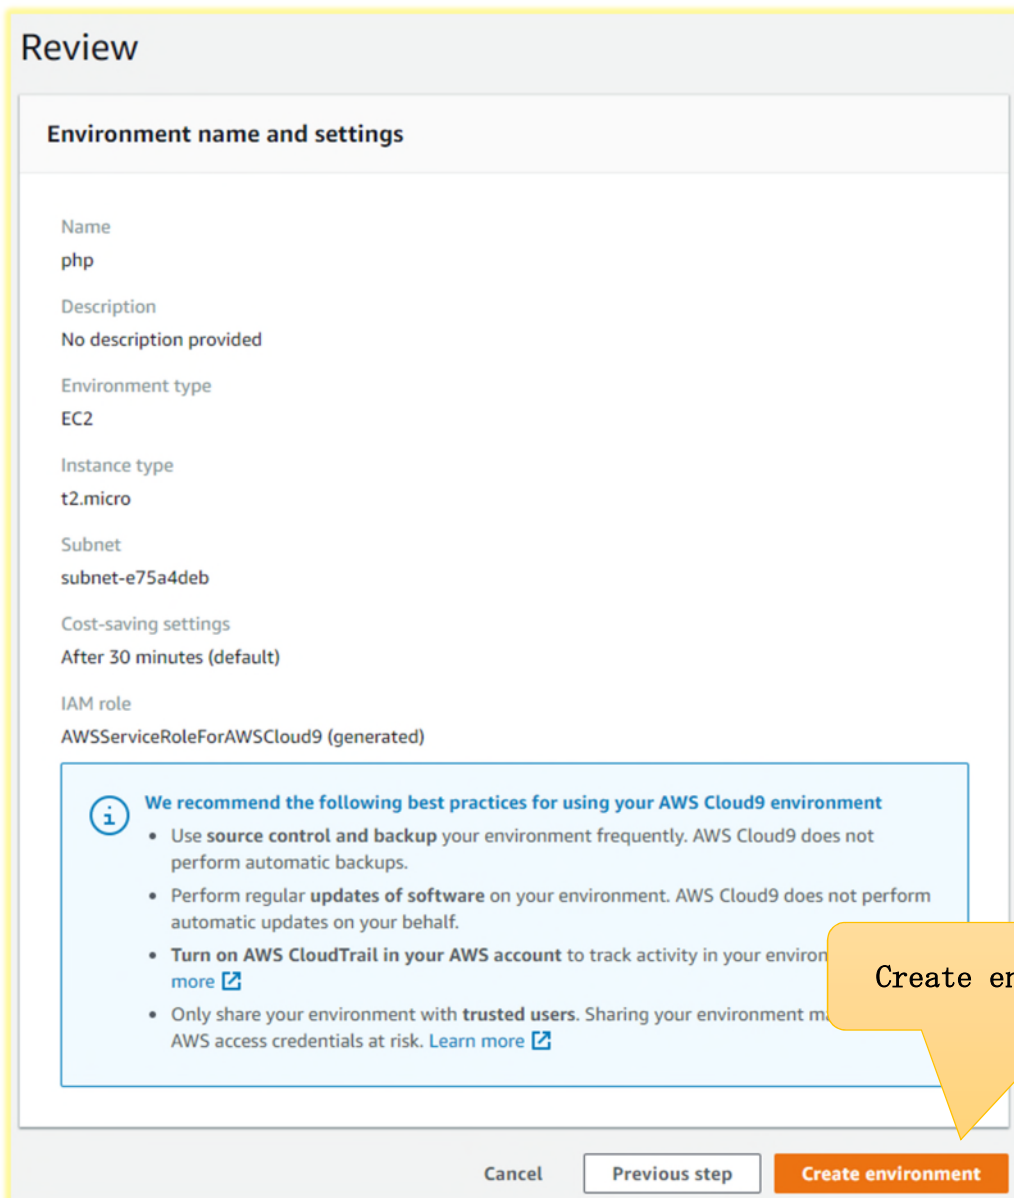 Review
Environment name and settings
Name
php
Description
No description provided
Environment type
EC2
Instance type
t2.micro
Subnet
subnet-e75a4deb
Cost-saving settings
After 30 minutes (default)
IAM role
AWSServiceRoleForAWSCloud9 (generated)
We recommend the following best practices for using your AWS Cloud9 environment
• Use source control and backup your environment frequently. AWS Cloud9 does not
perform automatic backups.
• Perform regular updates of software on your environment. AWS Cloud9 does not perform
automatic updates on your behalf.
• Turn on AWS CloudTrail in your AWS account to track activity in your
more
• Only share your environment with trusted users. Sharing your environment
AWS access credentials at risk. Learn more
Create
Cancel
Previous step
Create environment